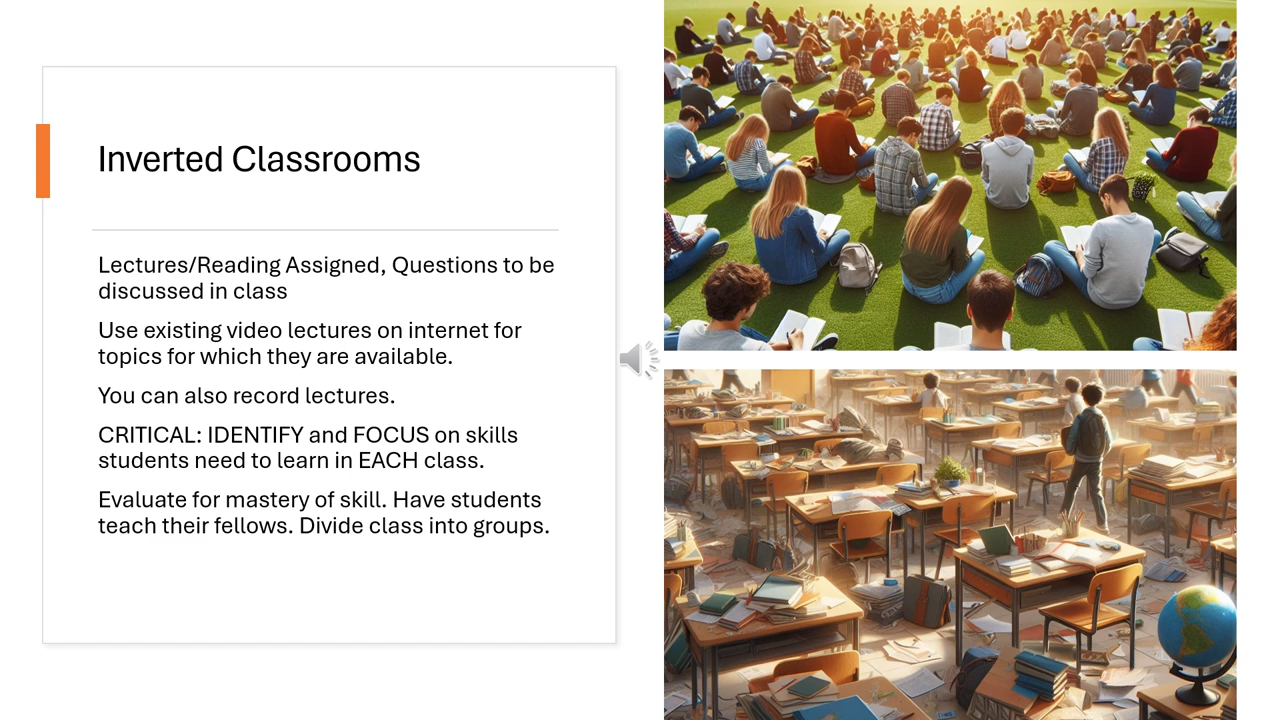 Inverted Classrooms
Lectures/Reading Assigned, Questions to be
discussed in class
Use existing video lectures on internet for
topics for which they are available.
You can also record lectures.
CRITICAL: IDENTIFY and FOCUS on skills
students need to learn in EACH class.
Evaluate for mastery of skill. Have students
teach their fellows. Divide class into groups.